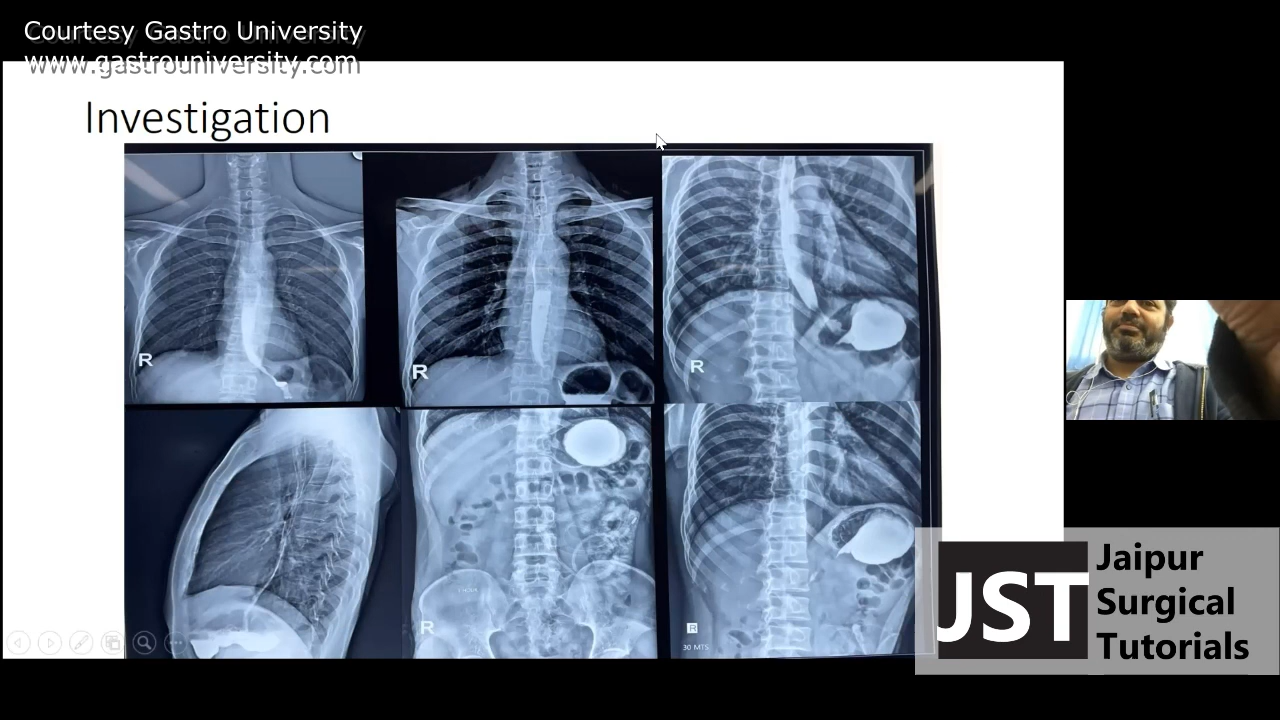 Courtesy Gastro University
www.gastrouniversity.com
Investigation
R
R
R
R
R
30 MTS
JST
Jaipur
Surgical
Tutorials